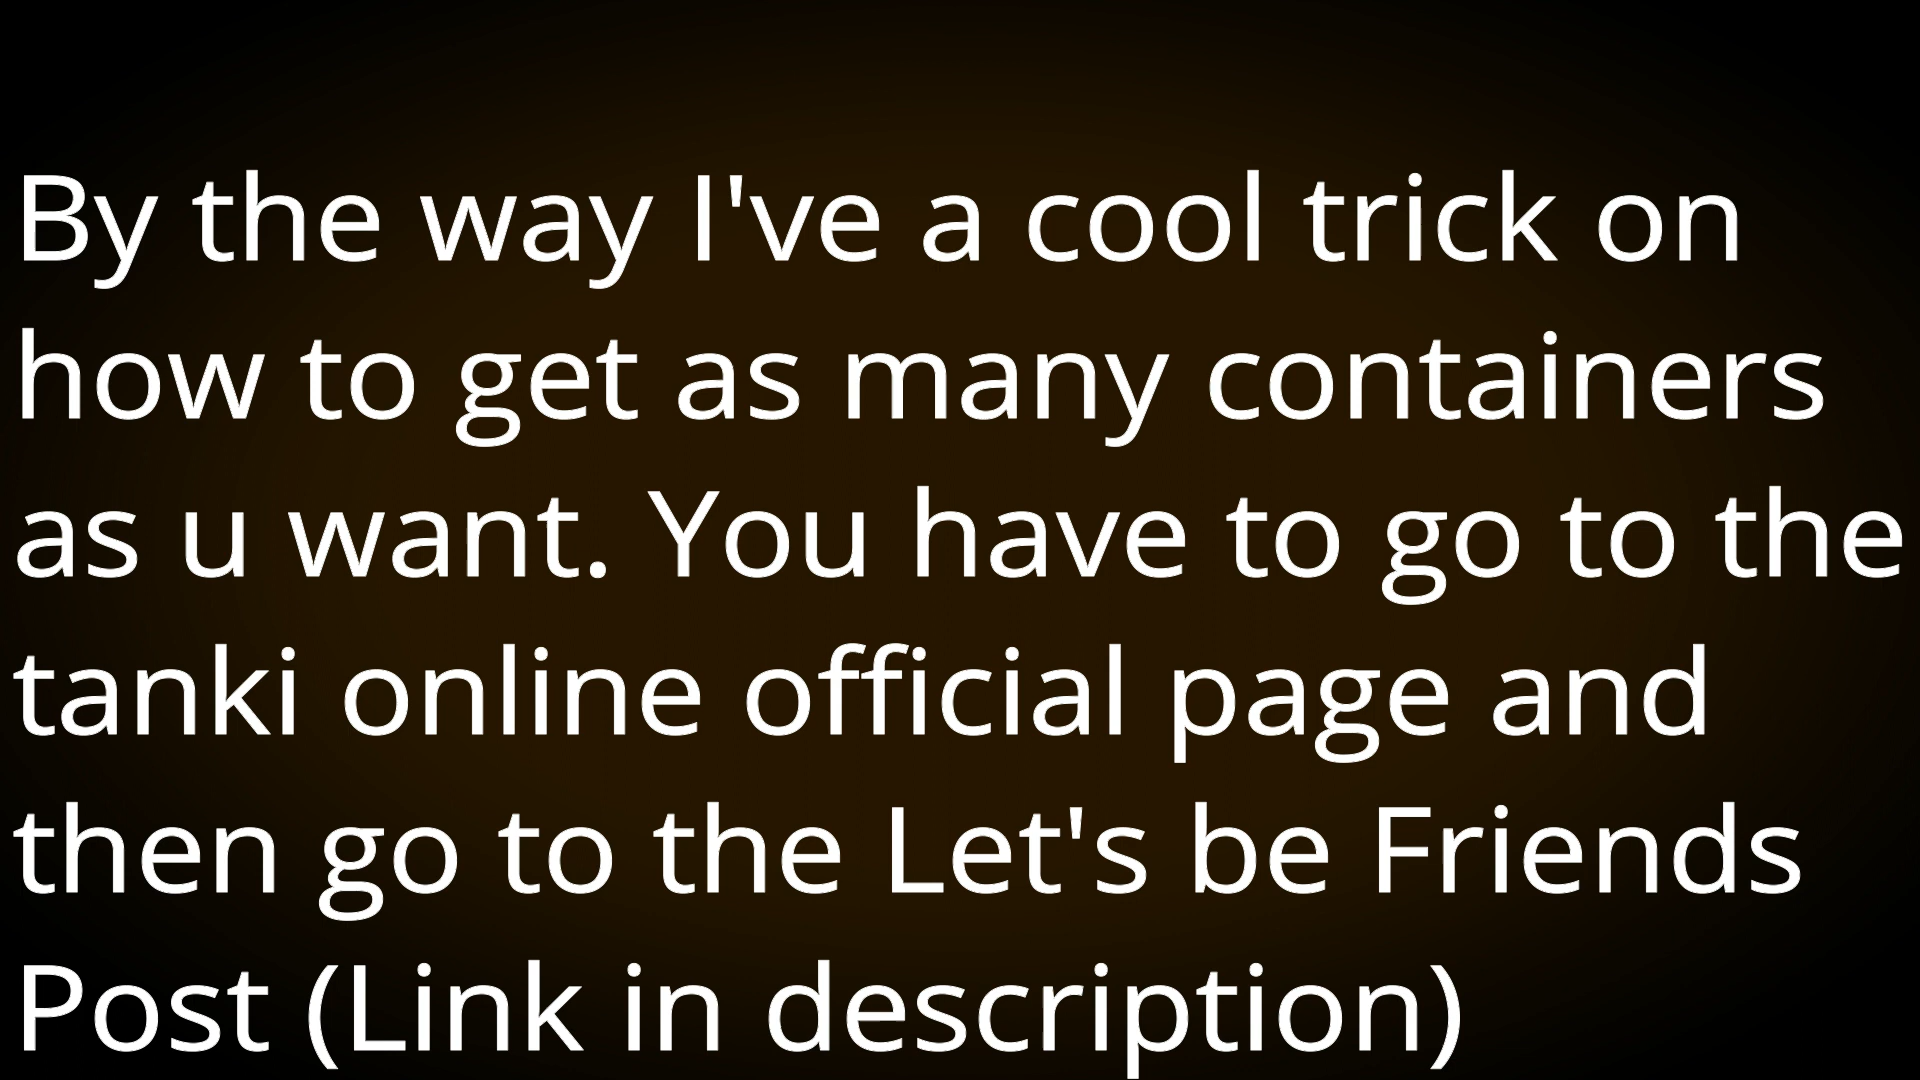 By the way I've a cool trick on
how to get as many containers
as u want. You have to go to the
tanki online official page and
then go to the Let's be Friends
Post (Link in description)